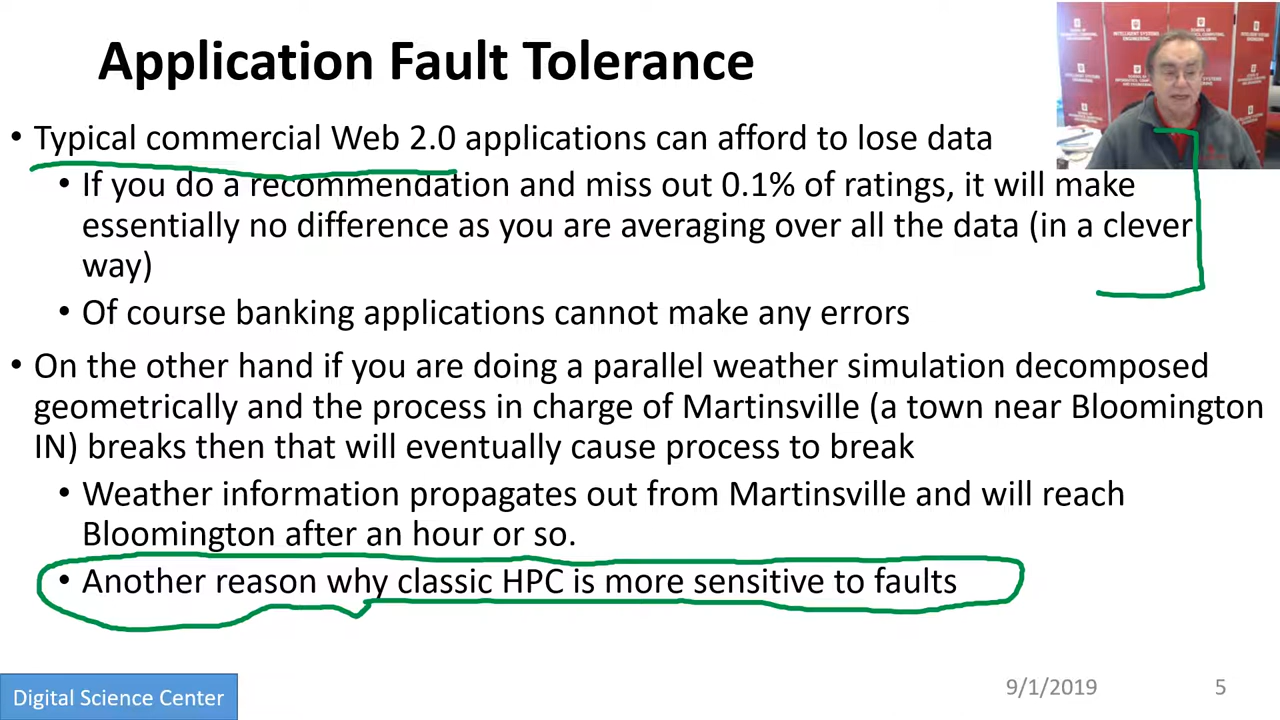 Application Fault Tolerance
• Typical commercial Web 2.0 applications can afford to lose data
• If you do a recommendation and miss out 0.1% of ratings, it will make
essentially no difference as you are averaging over all the data (in a clever
way)
• Of course banking applications cannot make any errors
• On the other hand if you are doing a parallel weather simulation decomposed
geometrically and the process in charge of Martinsville (a town near Bloomington
IN) breaks then that will eventually cause process to break
• Weather information propagates out from Martinsville and will reach
Bloomington after an hour or so.
• Another reason why classic HPC is more sensitive to faults
Digital Science Center
9/1/2019
5